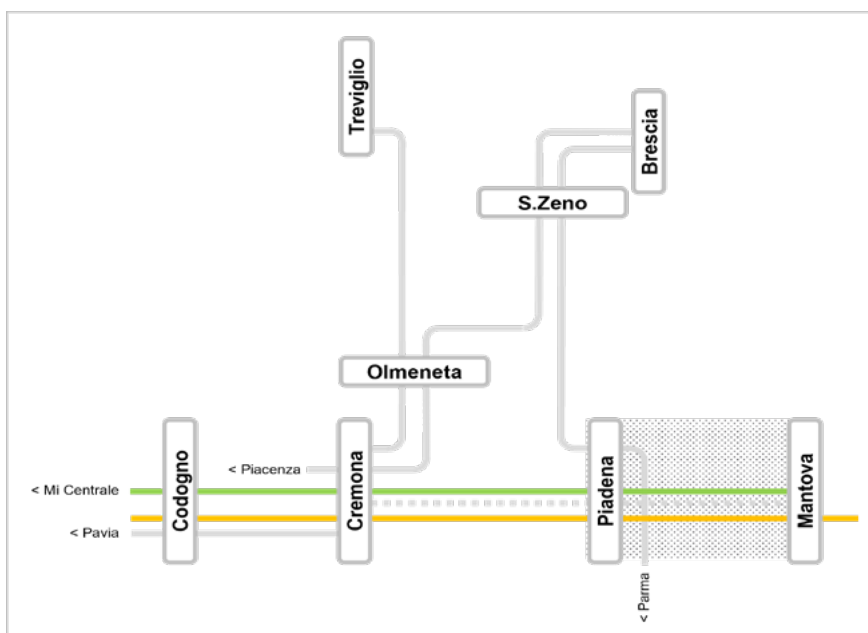 Treviglio
Brescia
S.Zeno
Olmeneta
Codogno
< Piacenza
Cremona
Piadena
Mantova
< Mi Centrale
< Pavia
< Parma